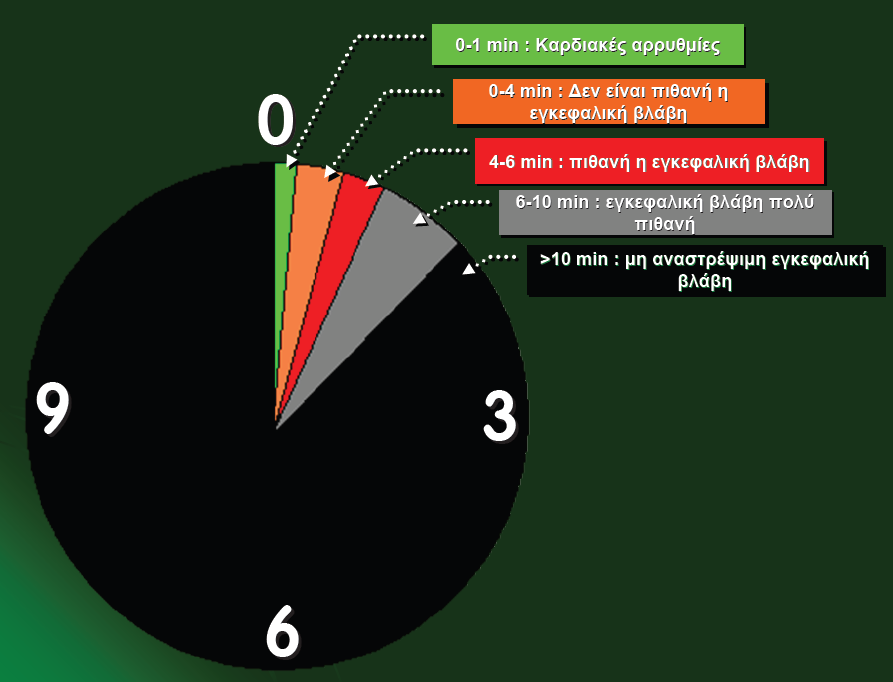 0-1 min : Καρδιακές αρρυθμίες
0-4 min : Δεν είναι πιθανή η
εγκεφαλική βλάβη
4-6 min : πιθανή η εγκεφαλική βλάβη
6-10 min : εγκεφαλική βλάβη πολύ
πιθανή
>10 min : μη αναστρέψιμη εγκεφαλική
βλάβη
0
3
6
9